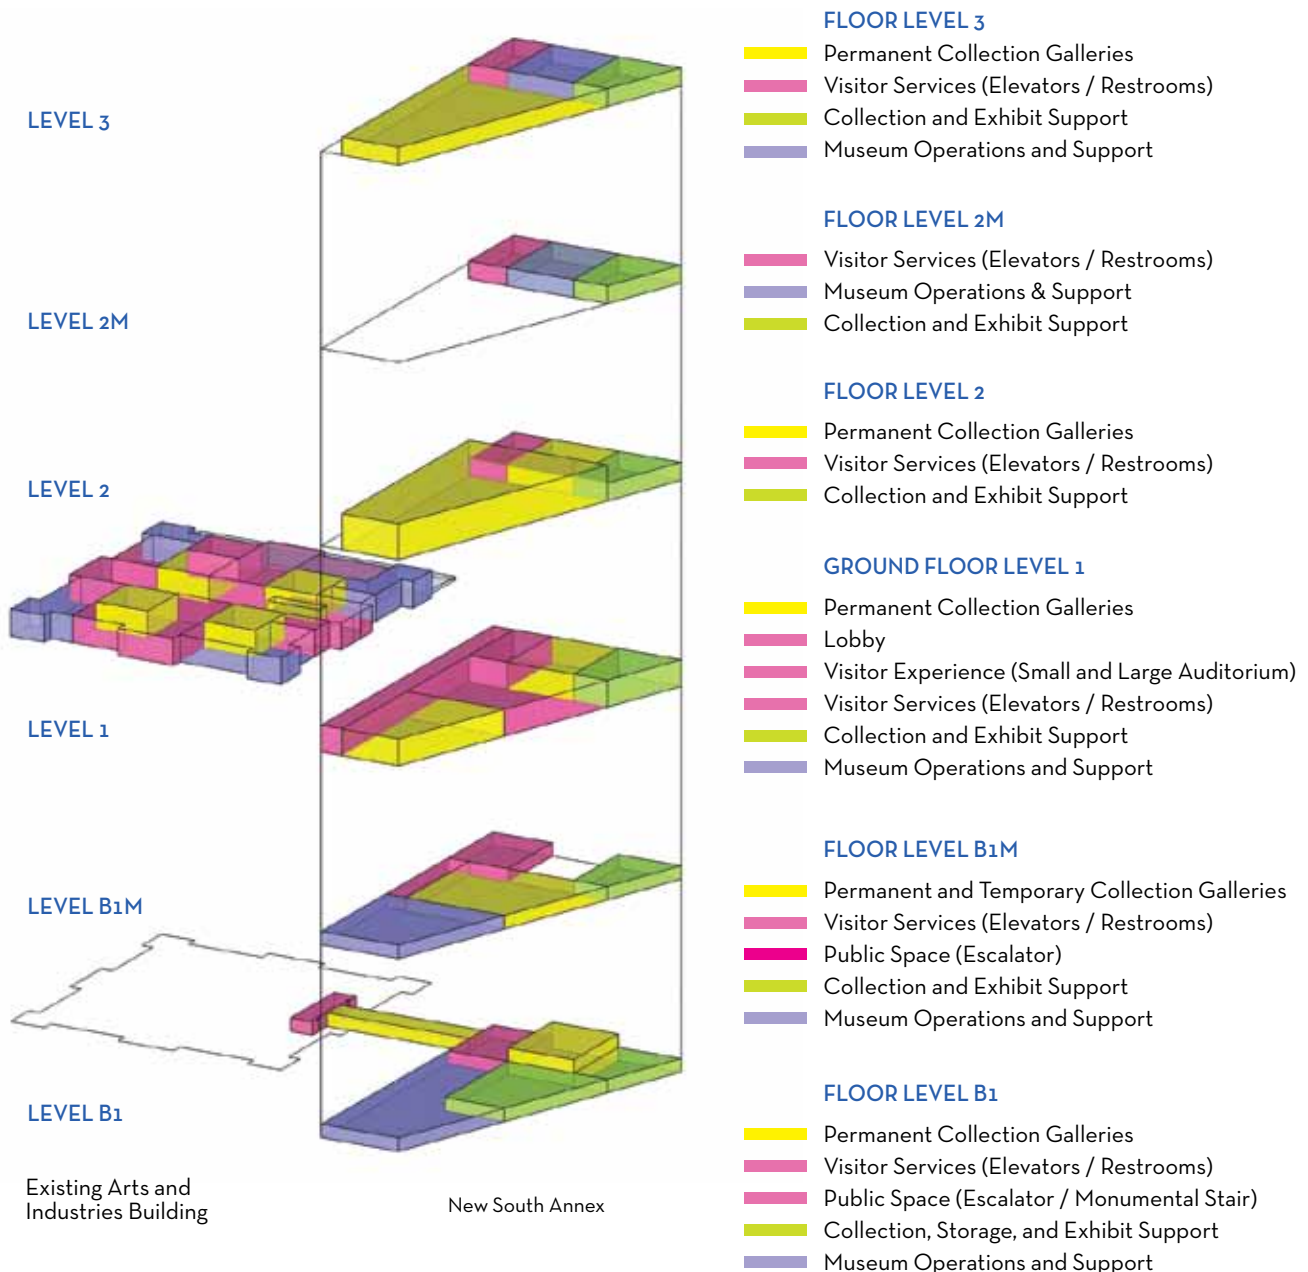 LEVEL 3
LEVEL 2M
LEVEL 2
LEVEL 1
LEVEL B1M
LEVEL B1
Existing Arts and
Industries Building
New South Annex
FLOOR LEVEL 3
Permanent Collection Galleries
Visitor Services (Elevators / Restrooms)
Collection and Exhibit Support
Museum Operations and Support
FLOOR LEVEL 2M
Visitor Services (Elevators / Restrooms)
Museum Operations & Support
Collection and Exhibit Support
FLOOR LEVEL 2
Permanent Collection Galleries
Visitor Services (Elevators / Restrooms)
Collection and Exhibit Support
GROUND FLOOR LEVEL 1
Permanent Collection Galleries
Lobby
Visitor Experience (Small and Large Auditorium)
Visitor Services (Elevators / Restrooms)
Collection and Exhibit Support
Museum Operations and Support
FLOOR LEVEL B1M
Permanent and Temporary Collection Galleries
Visitor Services (Elevators / Restrooms)
Public Space (Escalator)
Collection and Exhibit Support
Museum Operations and Support
FLOOR LEVEL B1
Permanent Collection Galleries
Visitor Services (Elevators / Restrooms)
Public Space (Escalator / Monumental Stair)
Collection, Storage, and Exhibit Support
Museum Operations and Support